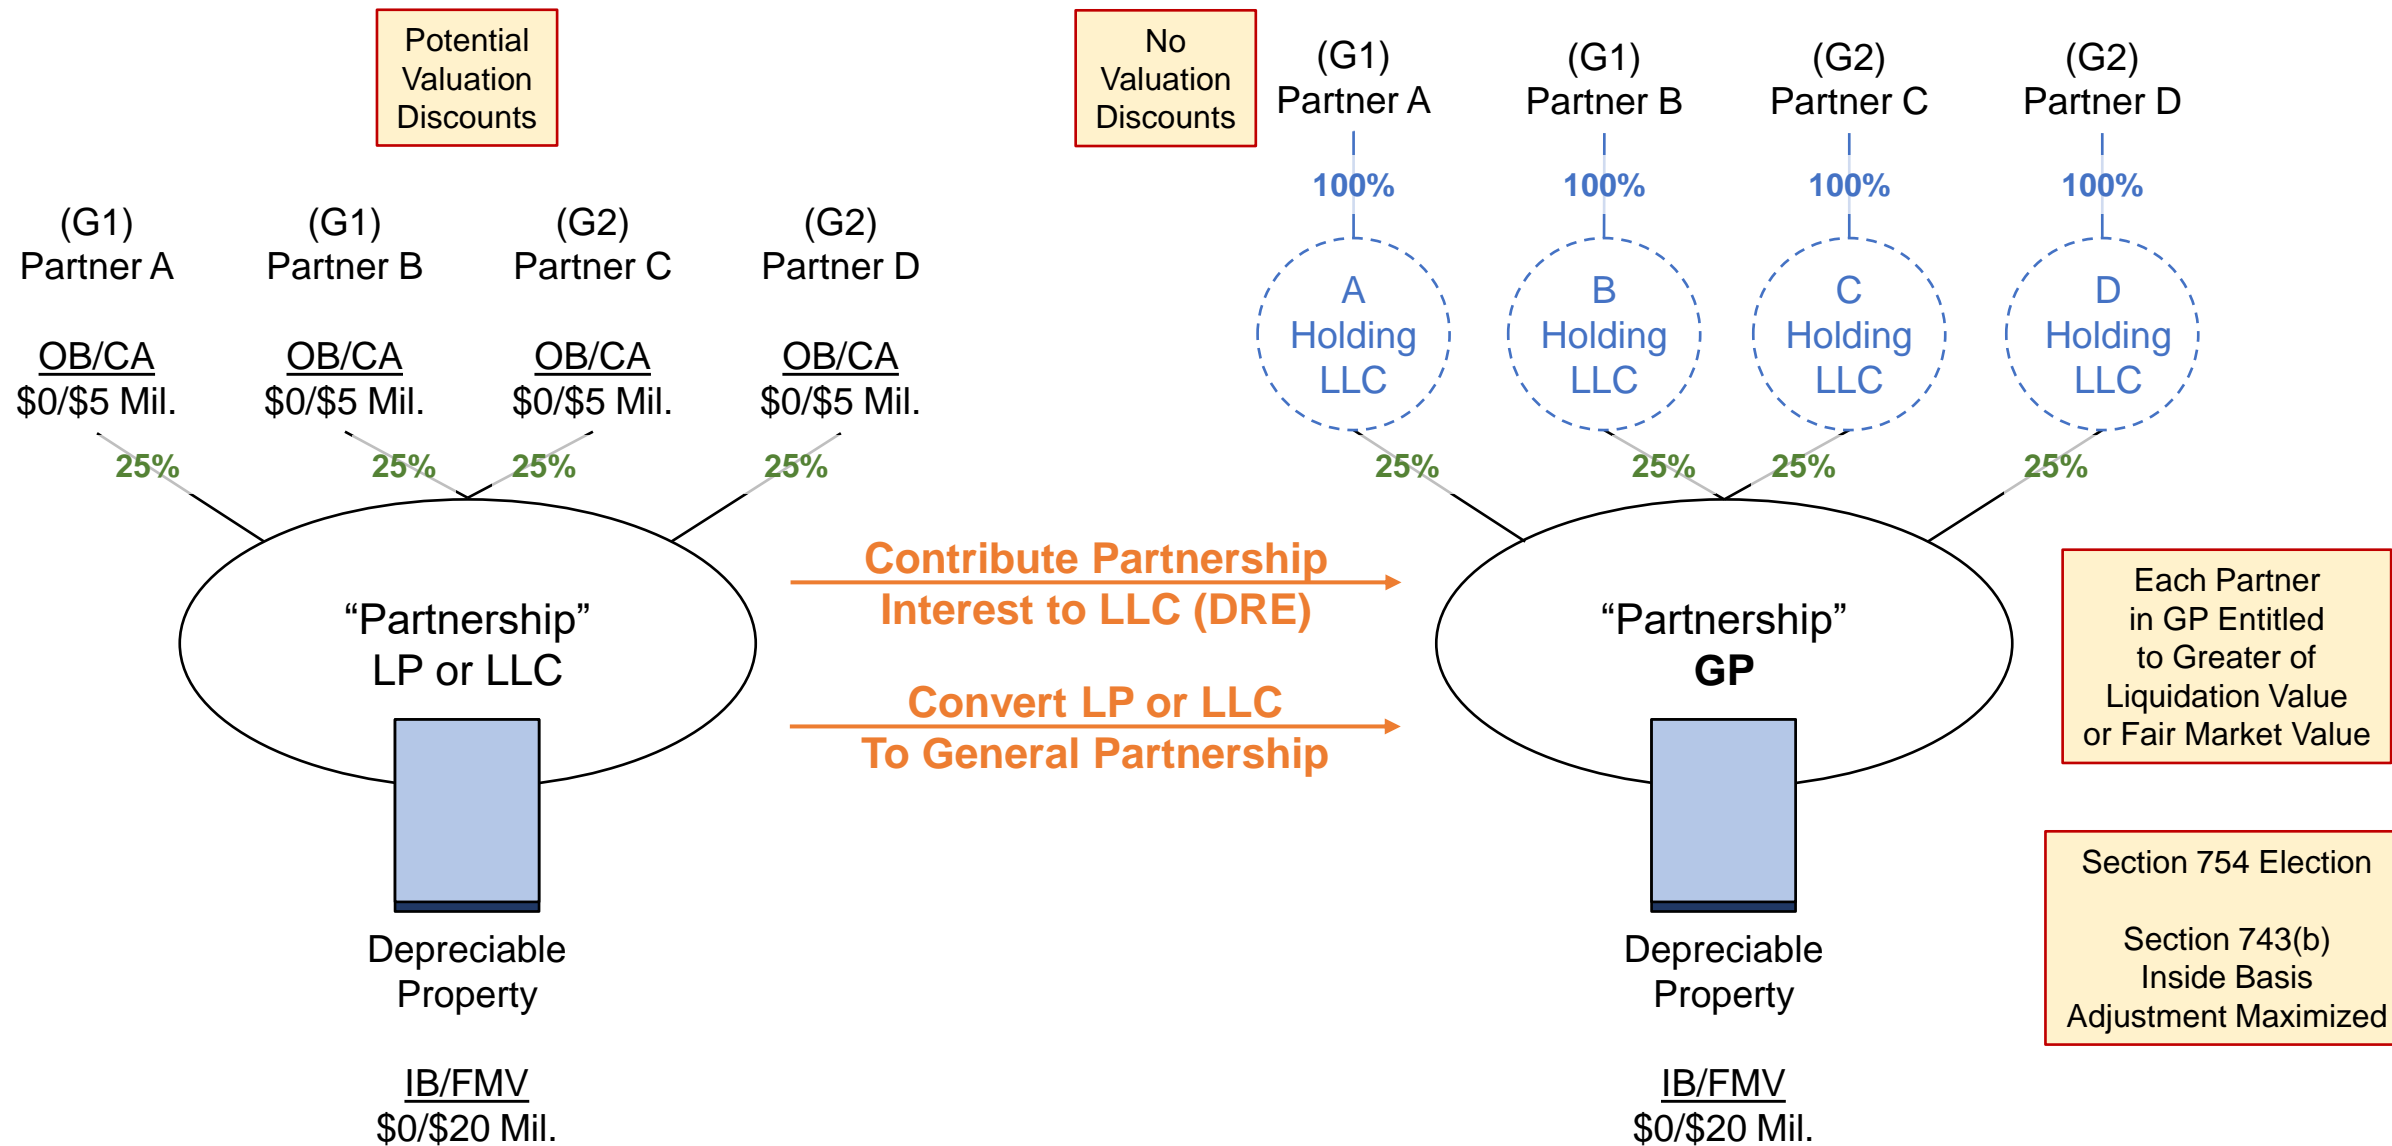 Potential
Valuation
Discounts
(G1)
Partner A
OB/CA
$0/$5 Mil.
25%
(G1)
Partner B
OB/CA
$0/$5 Mil.
25%
(G2)
Partner C
OB/CA
$0/$5 Mil.
25%
(G2)
Partner D
OB/CA
$0/$5 Mil.
25%
“Partnership”
LP or LLC
Depreciable
Property
IB/FMV
$0/$20 Mil.
Contribute Partnership
Interest to LLC (DRE)
Convert LP or LLC
To General Partnership
No
Valuation
Discounts
(G1)
Partner A
100%
A
Holding
LLC
25%
(G1)
Partner B
100%
B
Holding
LLC
25%
(G2)
Partner C
100%
C
Holding
LLC
25%
(G2)
Partner D
100%
D
Holding
LLC
25%
“Partnership”
GP
Depreciable
Property
IB/FMV
$0/$20 Mil.
Each Partner
in GP Entitled
to Greater of
Liquidation Value
or Fair Market Value
Section 754 Election
Section 743(b)
Inside Basis
Adjustment Maximized